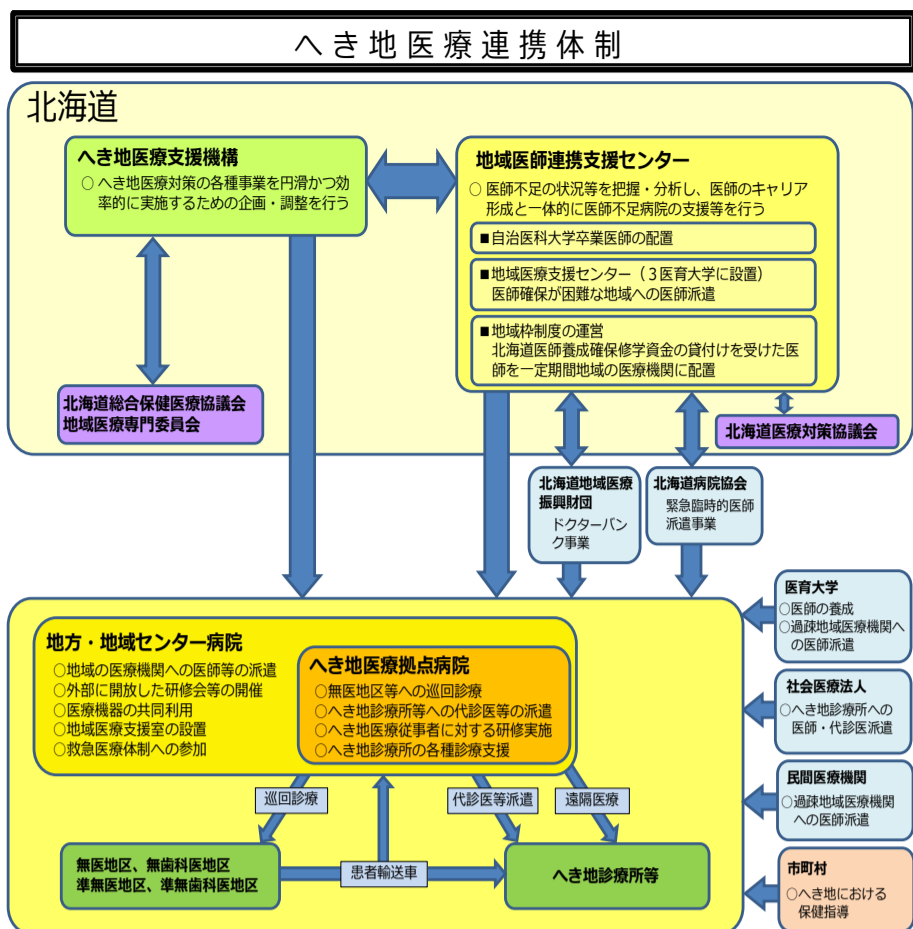 へき地医療連携体制
北海道
へき地医療支援機構
○ へき地医療対策の各種事業を円滑かつ効
率的に実施するための企画・調整を行う
地域医師連携支援センター
○ 医師不足の状況等を把握・分析し、医師のキャリア
形成と一体的に医師不足病院の支援等を行う
■自治医科大学卒業医師の配置
■地域医療支援センター（３医育大学に設置）
医師確保が困難な地域への医師派遣
■地域枠制度の運営
北海道医師養成確保修学資金の貸付けを受けた医
師を一定期間地域の医療機関に配置
北海道総合保健医療協議会
地域医療専門委員会
北海道医療対策協議会
北海道地域医療
振興財団
ドクターバン
ク事業
北海道病院協会
緊急臨時的医師
派遣事業
地方・地域センター病院
○地域の医療機関への医師等の派遣
○外部に開放した研修会等の開催
○医療機器の共同利用
○地域医療支援室の設置
○救急医療体制への参加
へき地医療拠点病院
○無医地区等への巡回診療
○へき地診療所等への代診医等の派遣
○へき地医療従事者に対する研修実施
○へき地診療所の各種診療支援
巡回診療
代診医等派遣
遠隔医療
無医地区、無歯科医地区
準無医地区、準無歯科医地区
患者輸送車
へき地診療所等
医育大学
○医師の養成
○過疎地域医療機関へ
の医師派遣
社会医療法人
○へき地診療所への
医師・代診医派遣
民間医療機関
○過疎地域医療機関
への医師派遣
市町村
○へき地における
保健指導